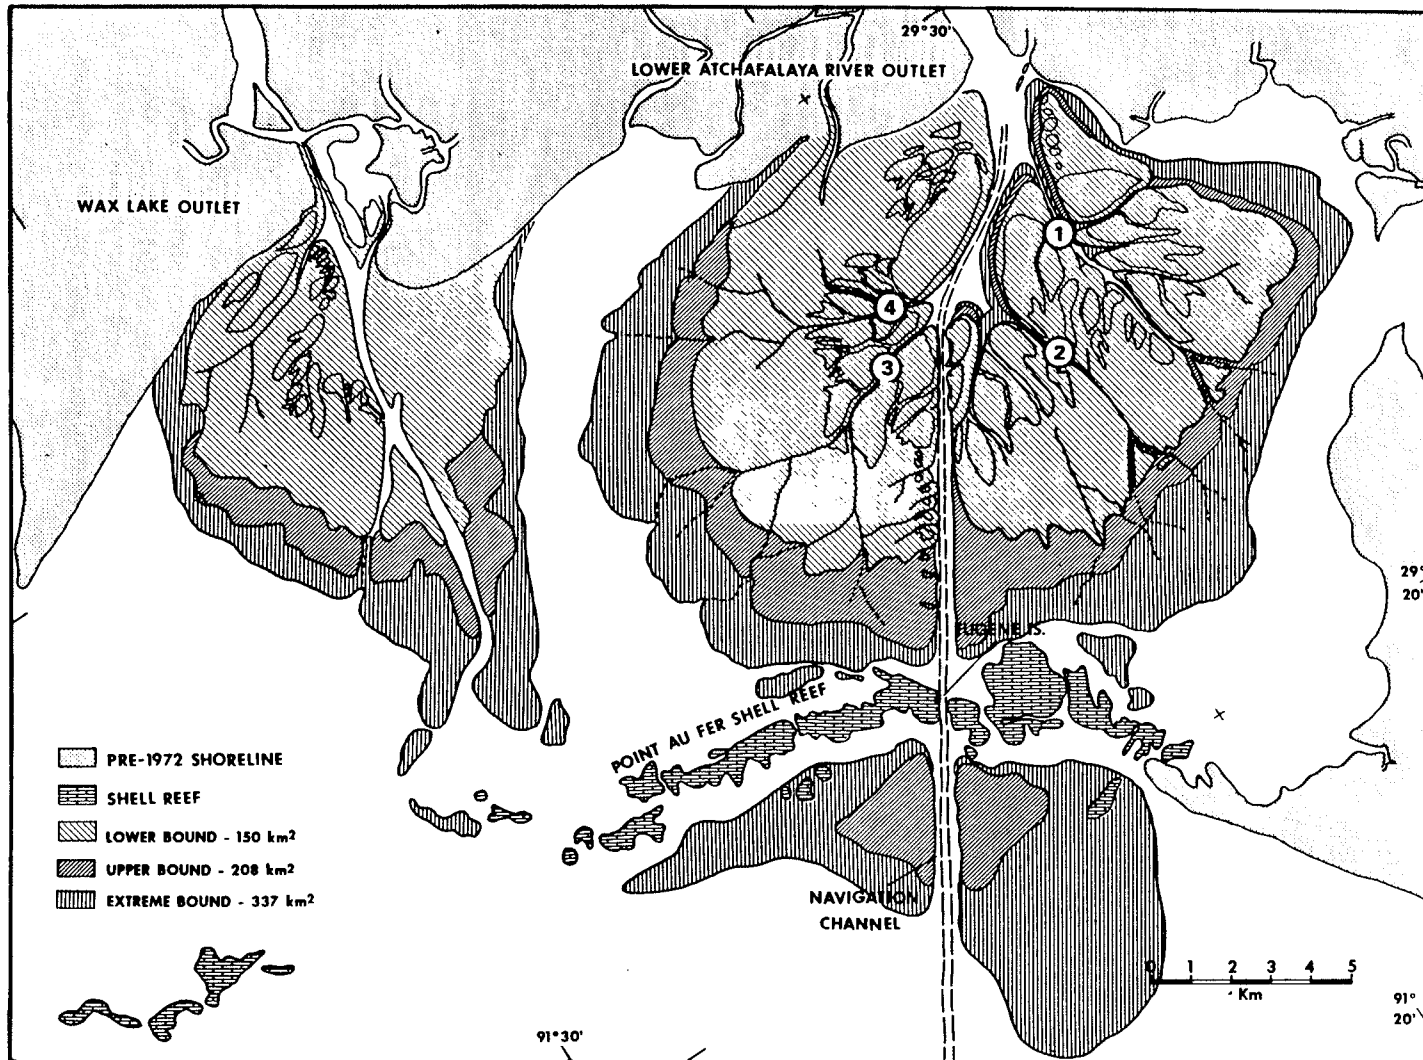 29°30'
LOWER ATCHAFALAYA RIVER OUTLET
WAX LAKE OUTLET
1
4
2
3
29°
20'
EUGENE IS.
POINT AU FER SHELL REEF
PRE-1972 SHORELINE
SHELL REEF
LOWER BOUND - 150 km²
UPPER BOUND - 208 km²
EXTREME BOUND - 337 km²
NAVIGATION
CHANNEL
0 1 2 3 4 5
Km
91°
20'
91°30'